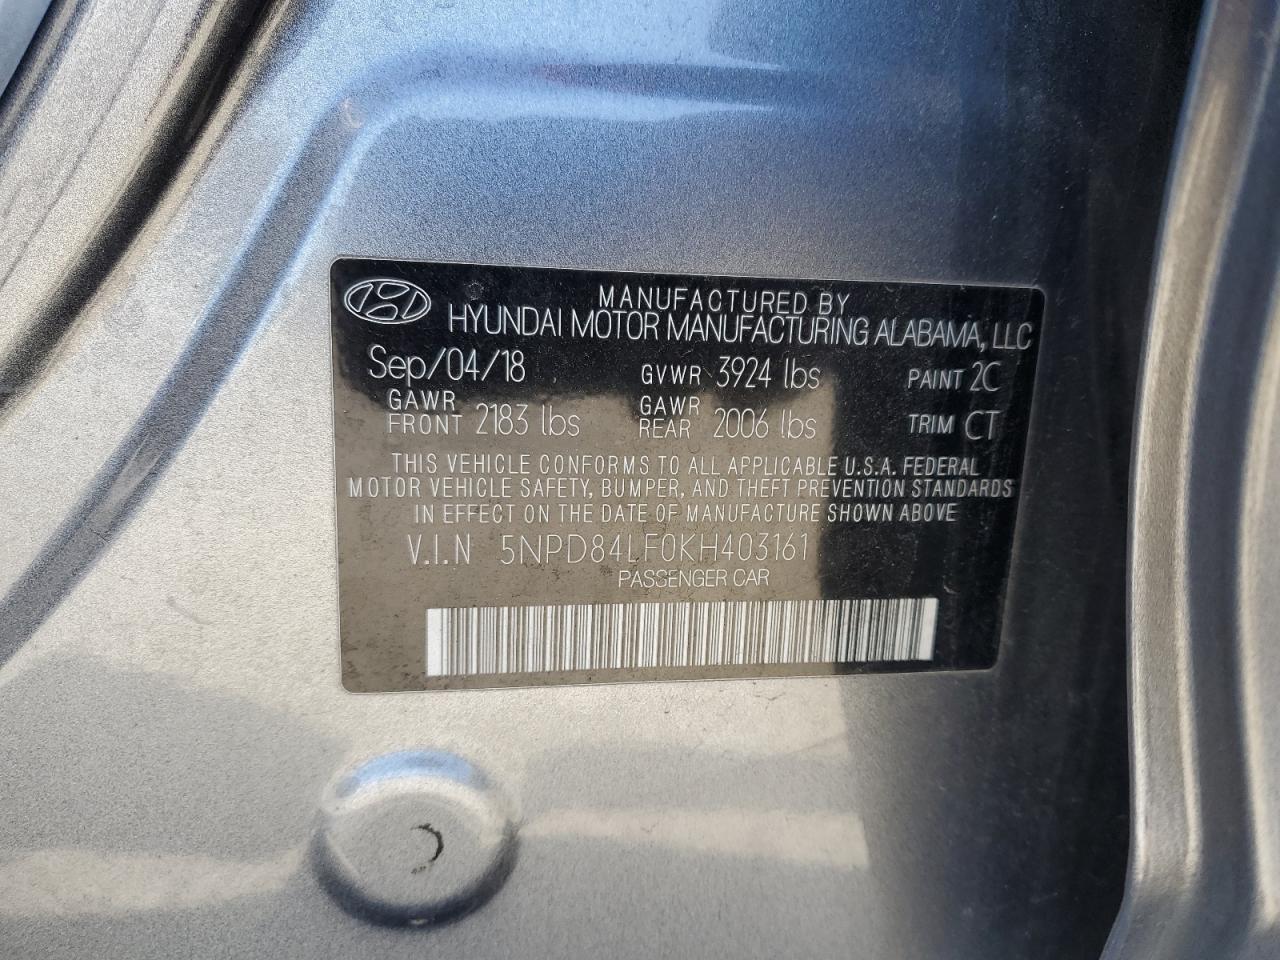 MANUFACTURED BY
HYUNDAI MOTOR MANUFACTURING ALABAMA, LLC
Sep/04/18 GVWR 3924 lbs PAINT 2C
GAWR FRONT 2183 lbs GAWR REAR 2006 lbs TRIM CT
THIS VEHICLE CONFORMS TO ALL APPLICABLE U.S.A. FEDERAL
MOTOR VEHICLE SAFETY, BUMPER, AND THEFT PREVENTION STANDARDS
IN EFFECT ON THE DATE OF MANUFACTURE SHOWN ABOVE
V.I.N 5NPD84LF0KH403161
PASSENGER CAR